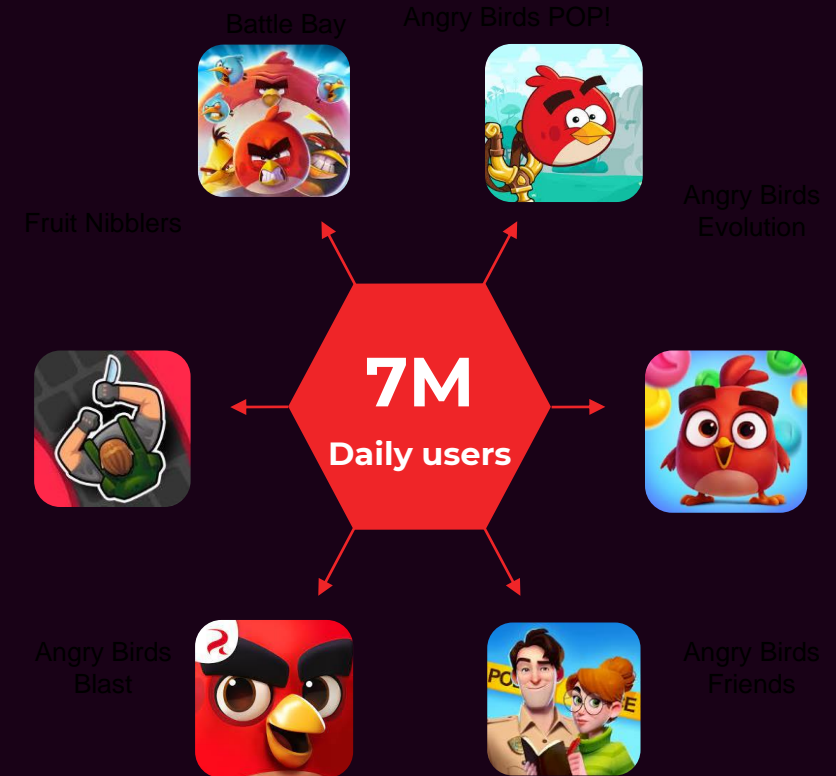 Battle Bay
Angry Birds POP!
Fruit Nibblers
Angry Birds
Evolution
7M
Daily users
Angry Birds
Blast
Angry Birds
Friends
PO
E